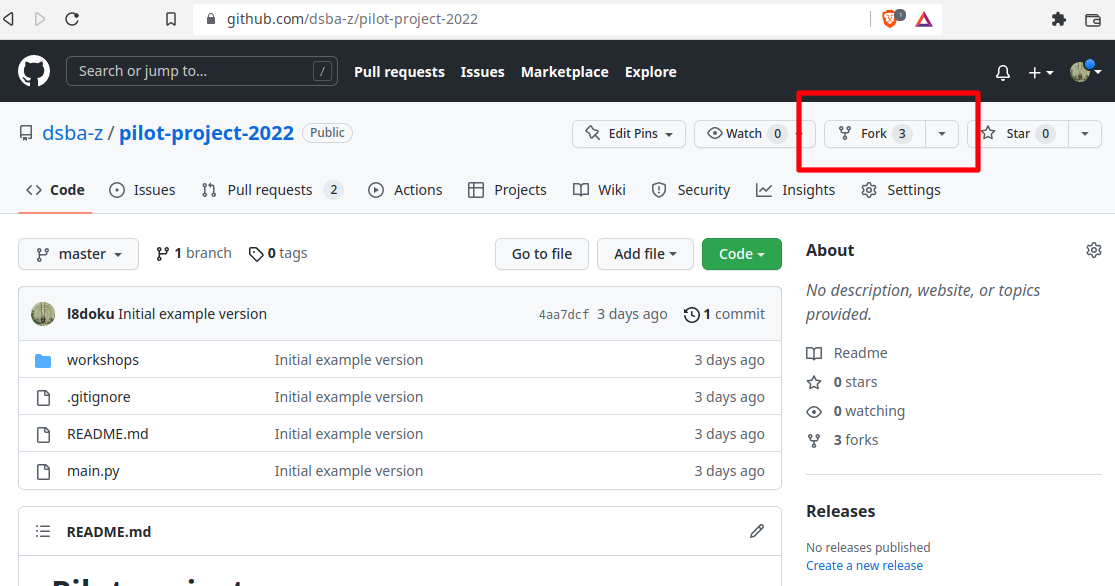 github.com/dsba-z/pilot-project-2022 1
Search or jump to... / Pull requests Issues Marketplace Explore
dsba-z / pilot-project-2022 Public Edit Pins Watch 0 Fork 3 Star 0
Code Issues Pull requests 2 Actions Projects Wiki Security Insights Settings
master 1 branch 0 tags Go to file Add file Code
About
No description, website, or topics
provided.
l8doku Initial example version 4aa7dcf 3 days ago 1 commit
workshops Initial example version 3 days ago
.gitignore Initial example version 3 days ago
README.md Initial example version 3 days ago
main.py Initial example version 3 days ago
Readme
0 stars
0 watching
3 forks
README.md
Releases
No releases published
Create a new release